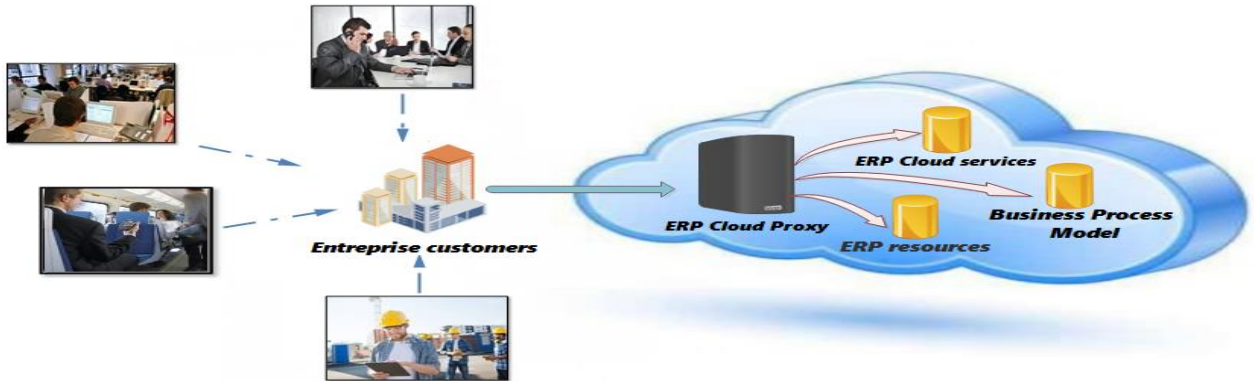 ERP Cloud services
ERP Cloud Proxy
Business Process
Model
ERP resources
Entreprise customers